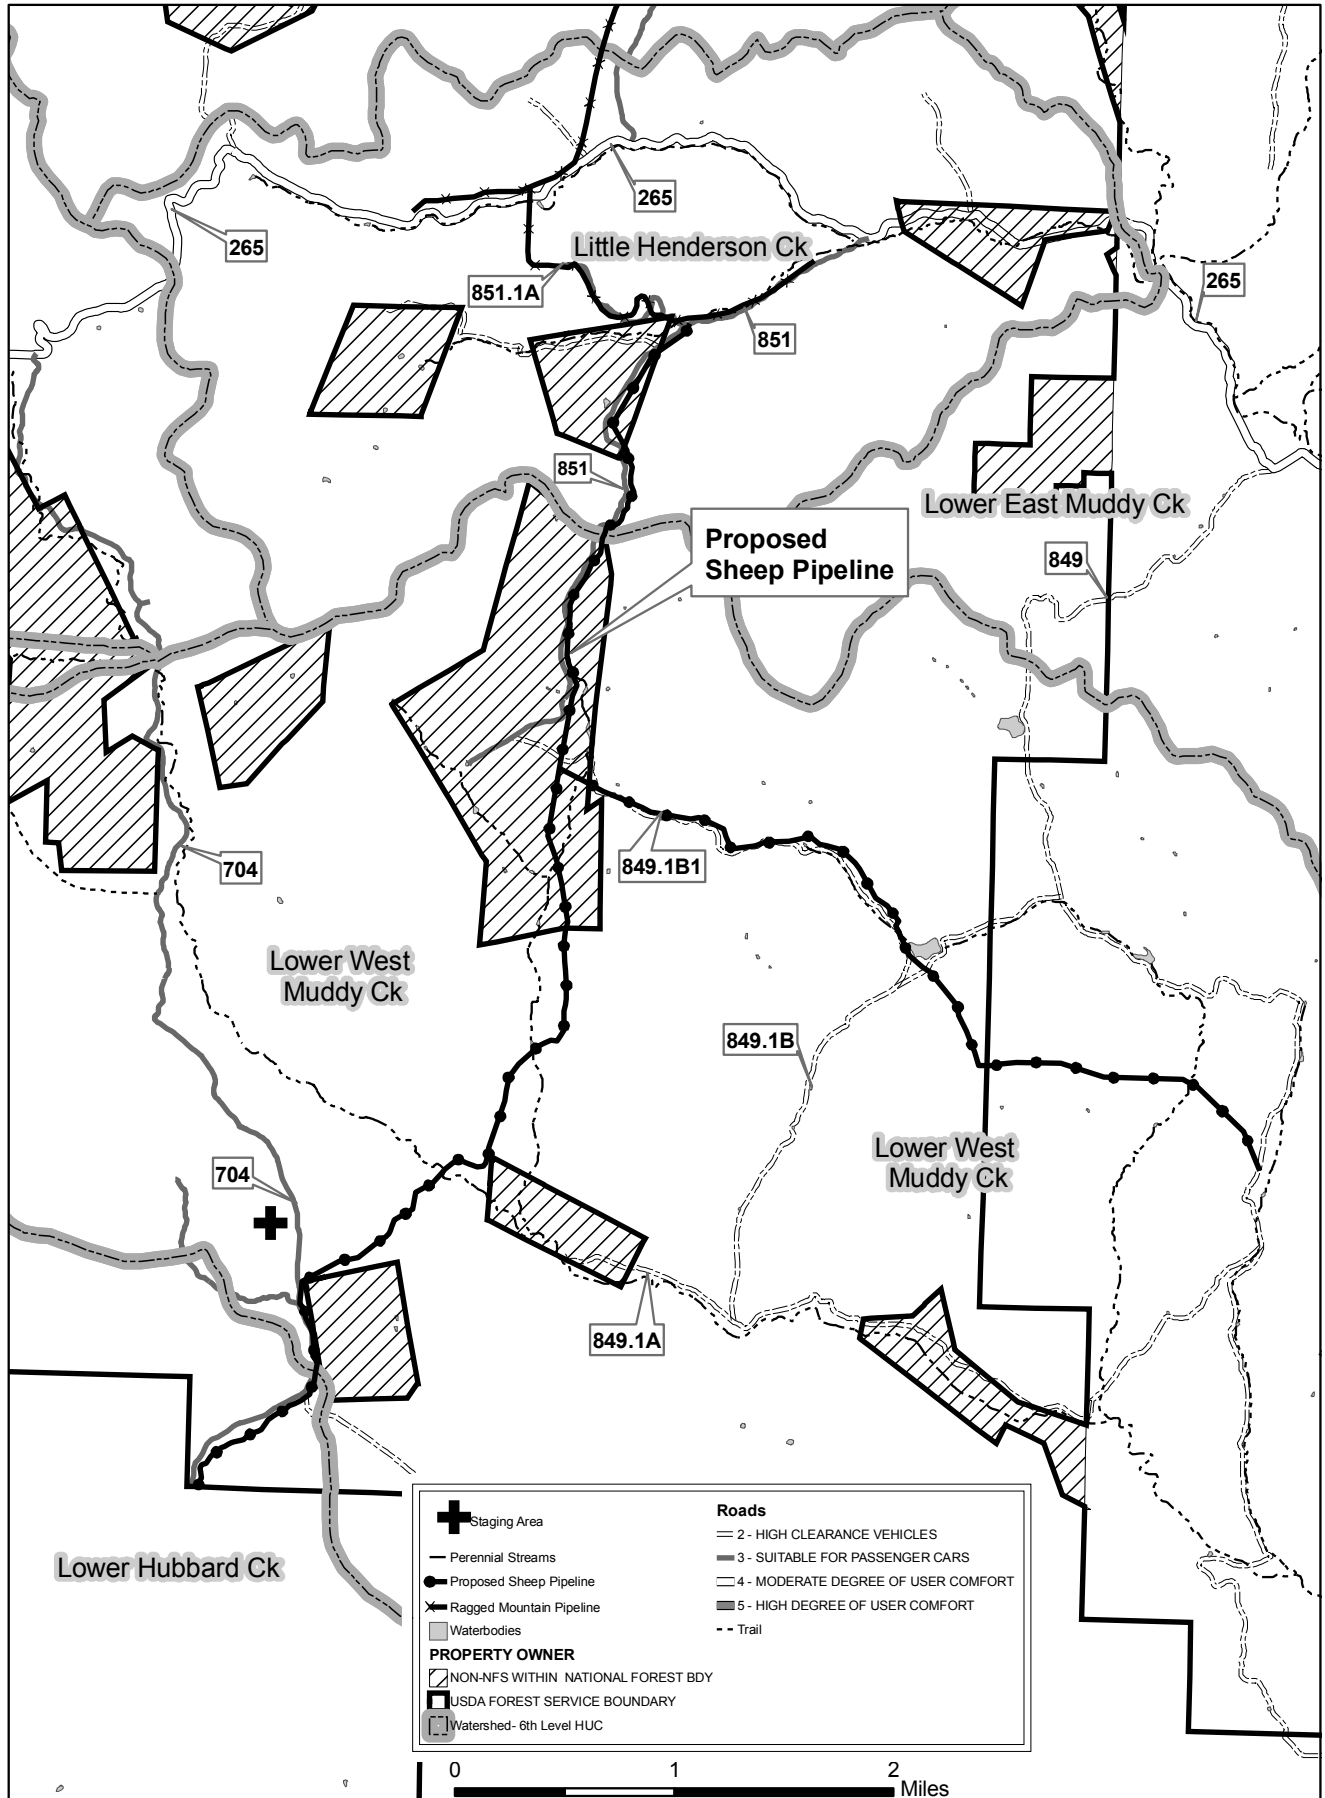 265
265
Little Henderson Ck
851.1A
265
851
851
Lower East Muddy Ck
Proposed
Sheep Pipeline
849
849.1B1
704
Lower West
Muddy Ck
849.1B
Lower West
Muddy Ck
704
849.1A
Lower Hubbard Ck
Staging Area
Perennial Streams
Proposed Sheep Pipeline
Ragged Mountain Pipeline
Waterbodies
PROPERTY OWNER
NON-NFS WITHIN NATIONAL FOREST BDY
USDA FOREST SERVICE BOUNDARY
Watershed- 6th Level HUC
Roads
2 - HIGH CLEARANCE VEHICLES
3 - SUITABLE FOR PASSENGER CARS
4 - MODERATE DEGREE OF USER COMFORT
5 - HIGH DEGREE OF USER COMFORT
Trail
0 1 2
Miles